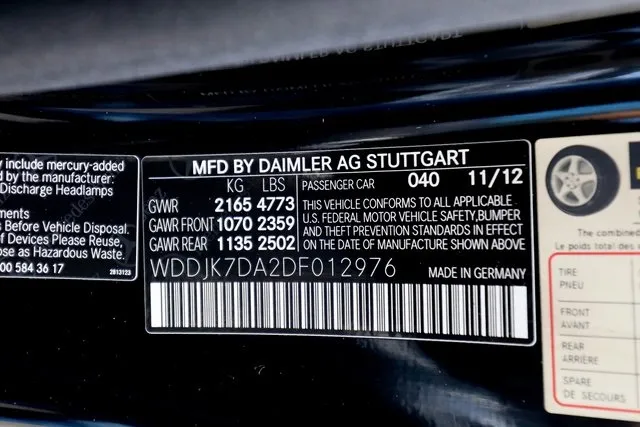 y include mercury-added
Discharge Headlamps
ments
s Before Vehicle Disposal.
of Devices Please Reuse,
ose as Hazardous Waste.
00 584 36 17
2813123
MFD BY DAIMLER AG STUTTGART
KG LBS
GVWR 2165 4773
GAWR FRONT 1070 2359
GAWR REAR 1135 2502
PASSENGER CAR 040 11/12
THIS VEHICLE CONFORMS TO ALL APPLICABLE
U.S. FEDERAL MOTOR VEHICLE SAFETY,BUMPER
AND THEFT PREVENTION STANDARDS IN EFFECT
ON THE DATE OF MANUFACTURE SHOWN ABOVE
WDDJK7DA2DF012976
MADE IN GERMANY
The combined
Le poids total des
TIRE
PNEU
FRONT
AVANT
REAR
ARRIÈRE
SPARE
DE SECOURS